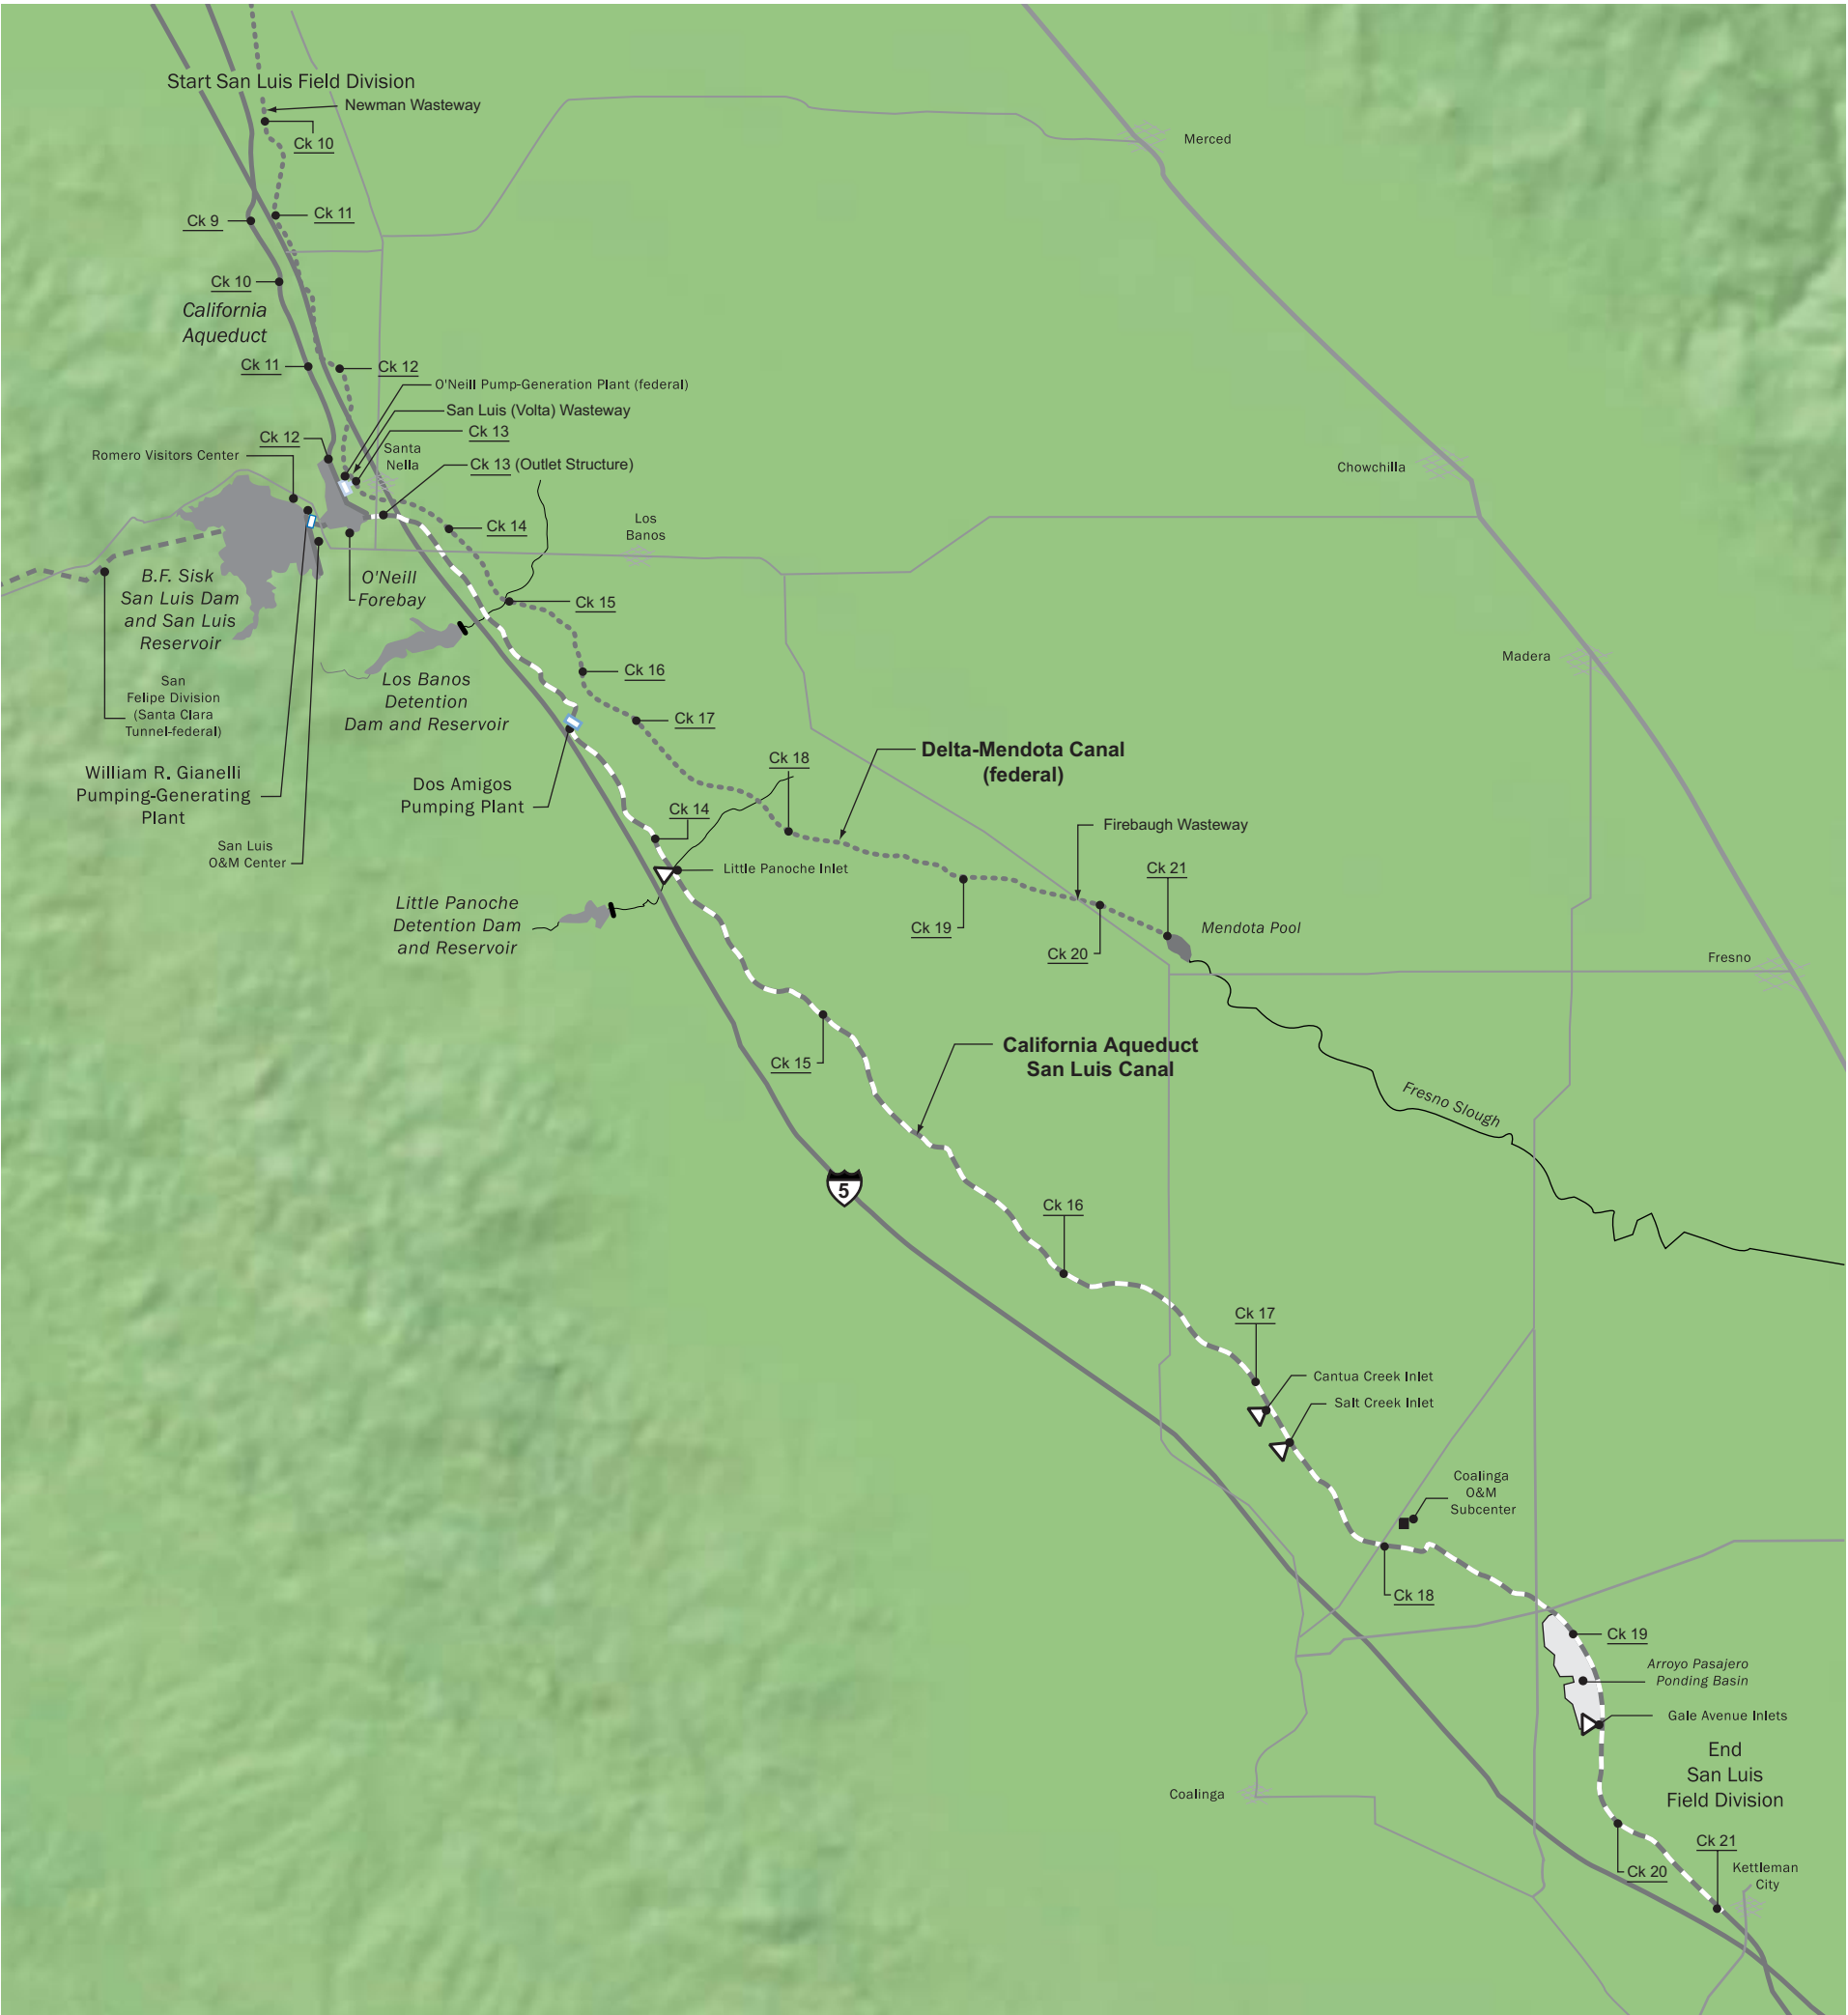 Start San Luis Field Division
Newman Wasteway
Ck 10
Merced
Ck 9
Ck 11
Ck 10
California
Aqueduct
Ck 11
Ck 12
O'Neill Pump-Generation Plant (federal)
San Luis (Volta) Wasteway
Ck 13
Ck 12
Romero Visitors Center
Santa
Nella
Ck 13 (Outlet Structure)
Chowchilla
Los
Banos
Ck 14
B.F. Sisk
San Luis Dam
and San Luis
Reservoir
O'Neill
Forebay
Ck 15
Madera
Ck 16
San
Felipe Division
(Santa Clara
Tunnel-federal)
Los Banos
Detention
Dam and Reservoir
Ck 17
Delta-Mendota Canal
(federal)
Ck 18
William R. Gianelli
Pumping-Generating
Plant
Dos Amigos
Pumping Plant
Ck 14
Firebaugh Wasteway
San Luis
O&M Center
Little Panoche Inlet
Ck 21
Little Panoche
Detention Dam
and Reservoir
Ck 19
Ck 20
Mendota Pool
Fresno
Ck 15
California Aqueduct
San Luis Canal
Fresno Slough
5
Ck 16
Ck 17
Cantua Creek Inlet
Salt Creek Inlet
Coalinga
O&M
Subcenter
Ck 18
Ck 19
Arroyo Pasajero
Ponding Basin
Gale Avenue Inlets
End
San Luis
Field Division
Coalinga
Ck 21
Ck 20
Kettleman
City